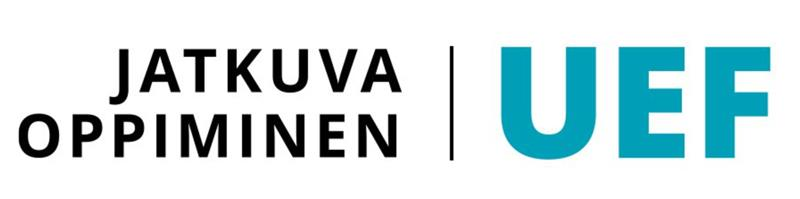 JATKUVA
OPPIMINEN
UEF